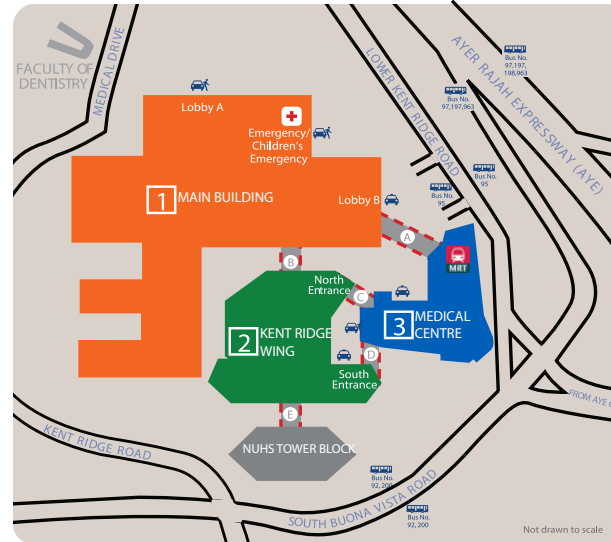 FACULTY OF
DENTISTRY
MEDICAL DRIVE
LOWER KENT RIDGE ROAD
AYER RAJAH EXPRESSWAY (AYE)
Bus No.
97,197,
198,963
Bus No.
97,197,963
Bus No.
95
Bus No.
95
Lobby A
Emergency/
Children's
Emergency
1 MAIN BUILDING
Lobby B
A
MRT
B
North
Entrance
C
2 KENT RIDGE
WING
3 MEDICAL
CENTRE
D
South
Entrance
E
NUHS TOWER BLOCK
KENT RIDGE ROAD
SOUTH BUONA VISTA ROAD
Bus No.
92, 200
Bus No.
92, 200
FROM AYE
Not drawn to scale